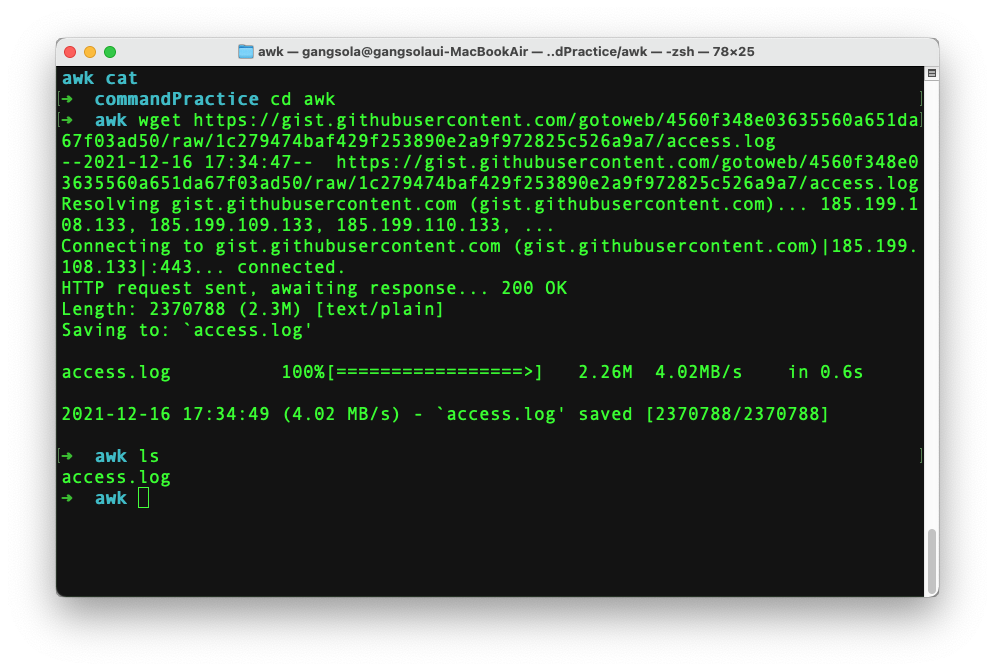 awk — gangsola@gangsolaui-MacBookAir — ..dPractice/awk — -zsh — 78×25
awk cat
[➜  commandPractice cd awk ]
[➜  awk wget https://gist.githubusercontent.com/gotoweb/4560f348e03635560a651da]
67f03ad50/raw/1c279474baf429f253890e2a9f972825c526a9a7/access.log
--2021-12-16 17:34:47--  https://gist.githubusercontent.com/gotoweb/4560f348e0
3635560a651da67f03ad50/raw/1c279474baf429f253890e2a9f972825c526a9a7/access.log
Resolving gist.githubusercontent.com (gist.githubusercontent.com)... 185.199.1
08.133, 185.199.109.133, 185.199.110.133, ...
Connecting to gist.githubusercontent.com (gist.githubusercontent.com)|185.199.
108.133|:443... connected.
HTTP request sent, awaiting response... 200 OK
Length: 2370788 (2.3M) [text/plain]
Saving to: `access.log'
access.log          100%[=================>]   2.26M  4.02MB/s    in 0.6s
2021-12-16 17:34:49 (4.02 MB/s) - `access.log' saved [2370788/2370788]
[➜  awk ls ]
access.log
➜  awk